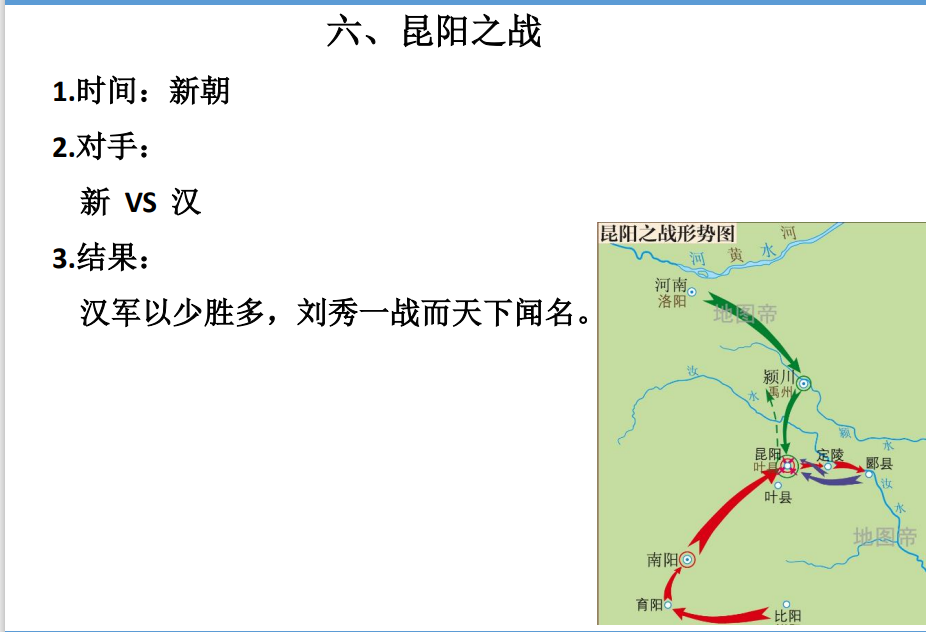 六、昆阳之战
1.时间：新朝
2.对手：
新 VS 汉
3.结果：
汉军以少胜多，刘秀一战而天下闻名。
昆阳之战形势图
河
黄
水
河
河南
洛阳
地图帝
颍川
禹州
汝
水
颍
水
昆阳
叶县
定陵
郾县
叶县
汝
水
地图帝
南阳
育阳
比阳